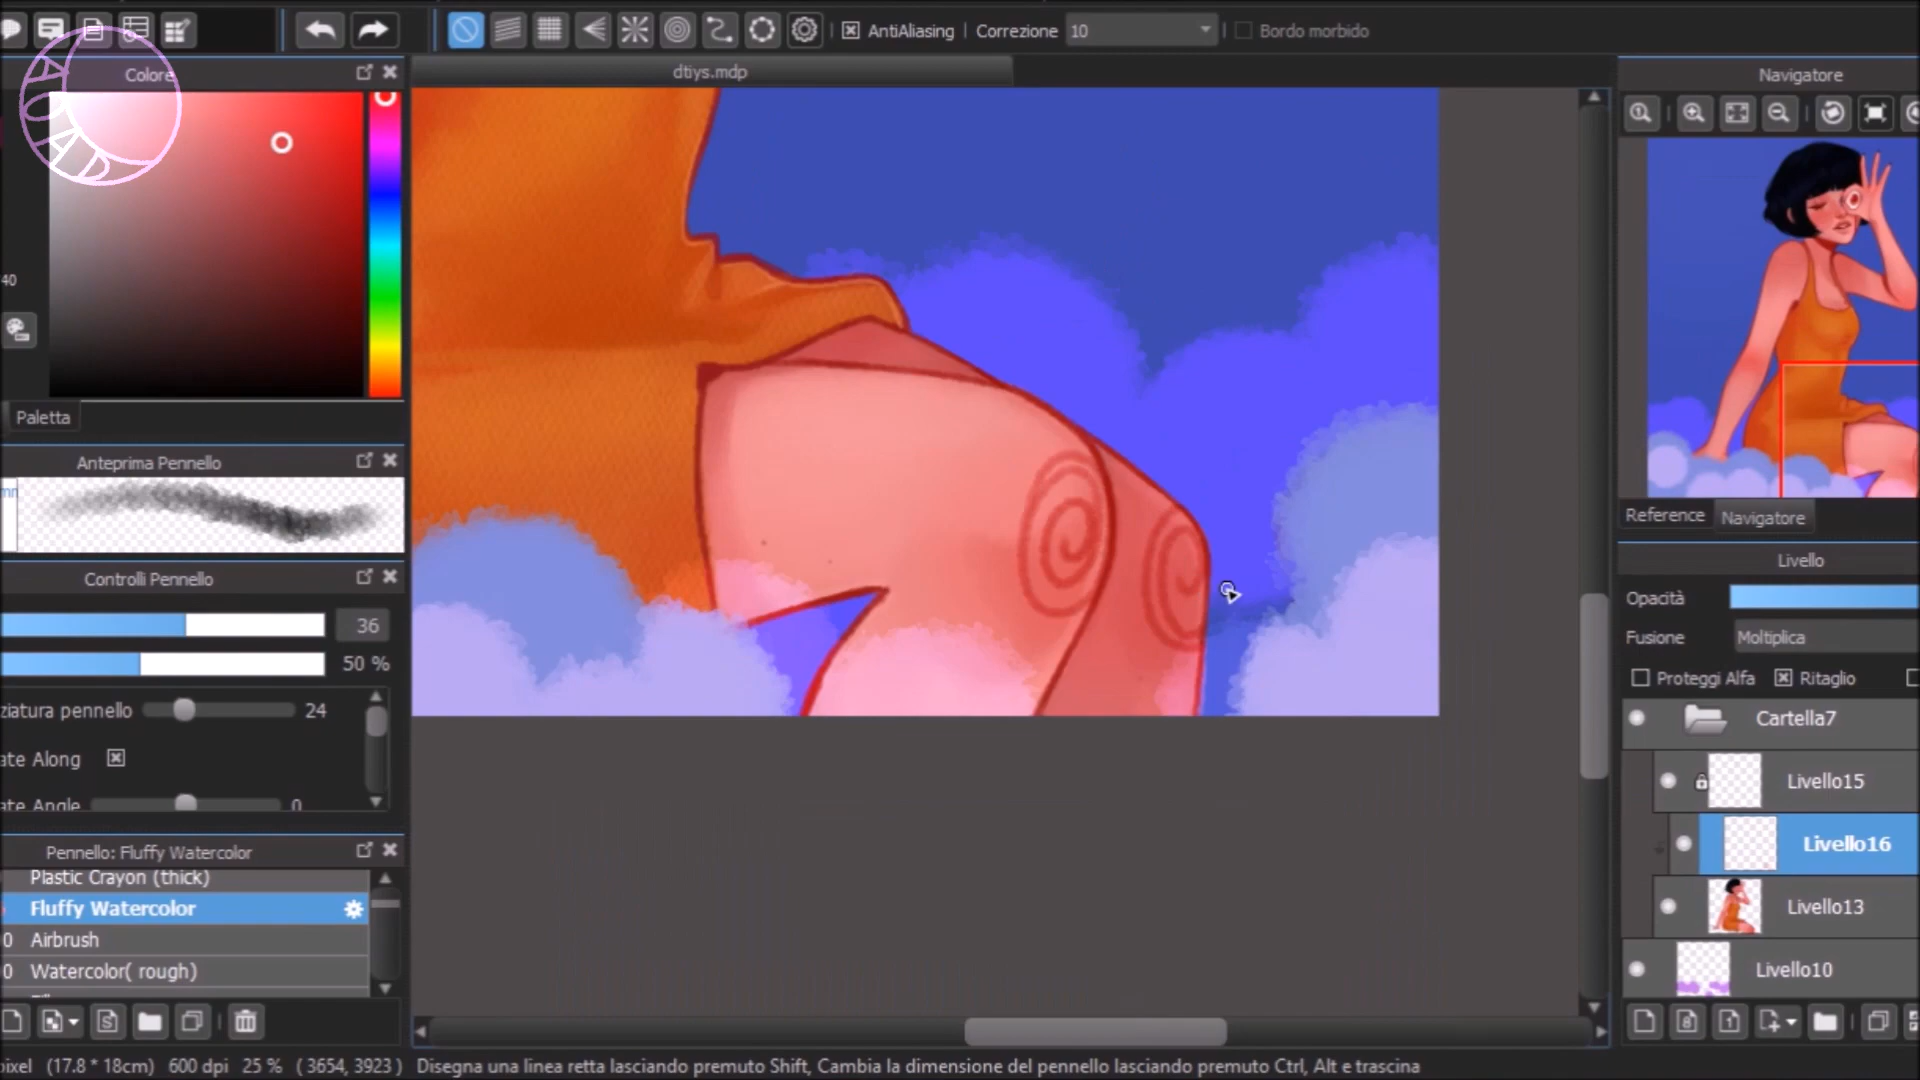 AntiAliasing
Correzione
10
Bordo morbido
Colore
dtiys.mdp
Navigatore
40
Paletta
Anteprima Pennello
Controlli Pennello
36
50 %
ziatura pennello
24
ate Along
ate Angle
0
Pennello: Fluffy Watercolor
Plastic Crayon (thick)
Fluffy Watercolor
0 Airbrush
0 Watercolor( rough)
Reference
Navigatore
Livello
Opacità
Fusione
Moltiplica
Proteggi Alfa
Ritaglio
Cartella7
Livello15
Livello16
Livello13
Livello10
ixel (17.8 * 18cm) 600 dpi 25 % ( 3654, 3923 ) Disegna una linea retta lasciando premuto Shift, Cambia la dimensione del pennello lasciando premuto Ctrl, Alt e trascina